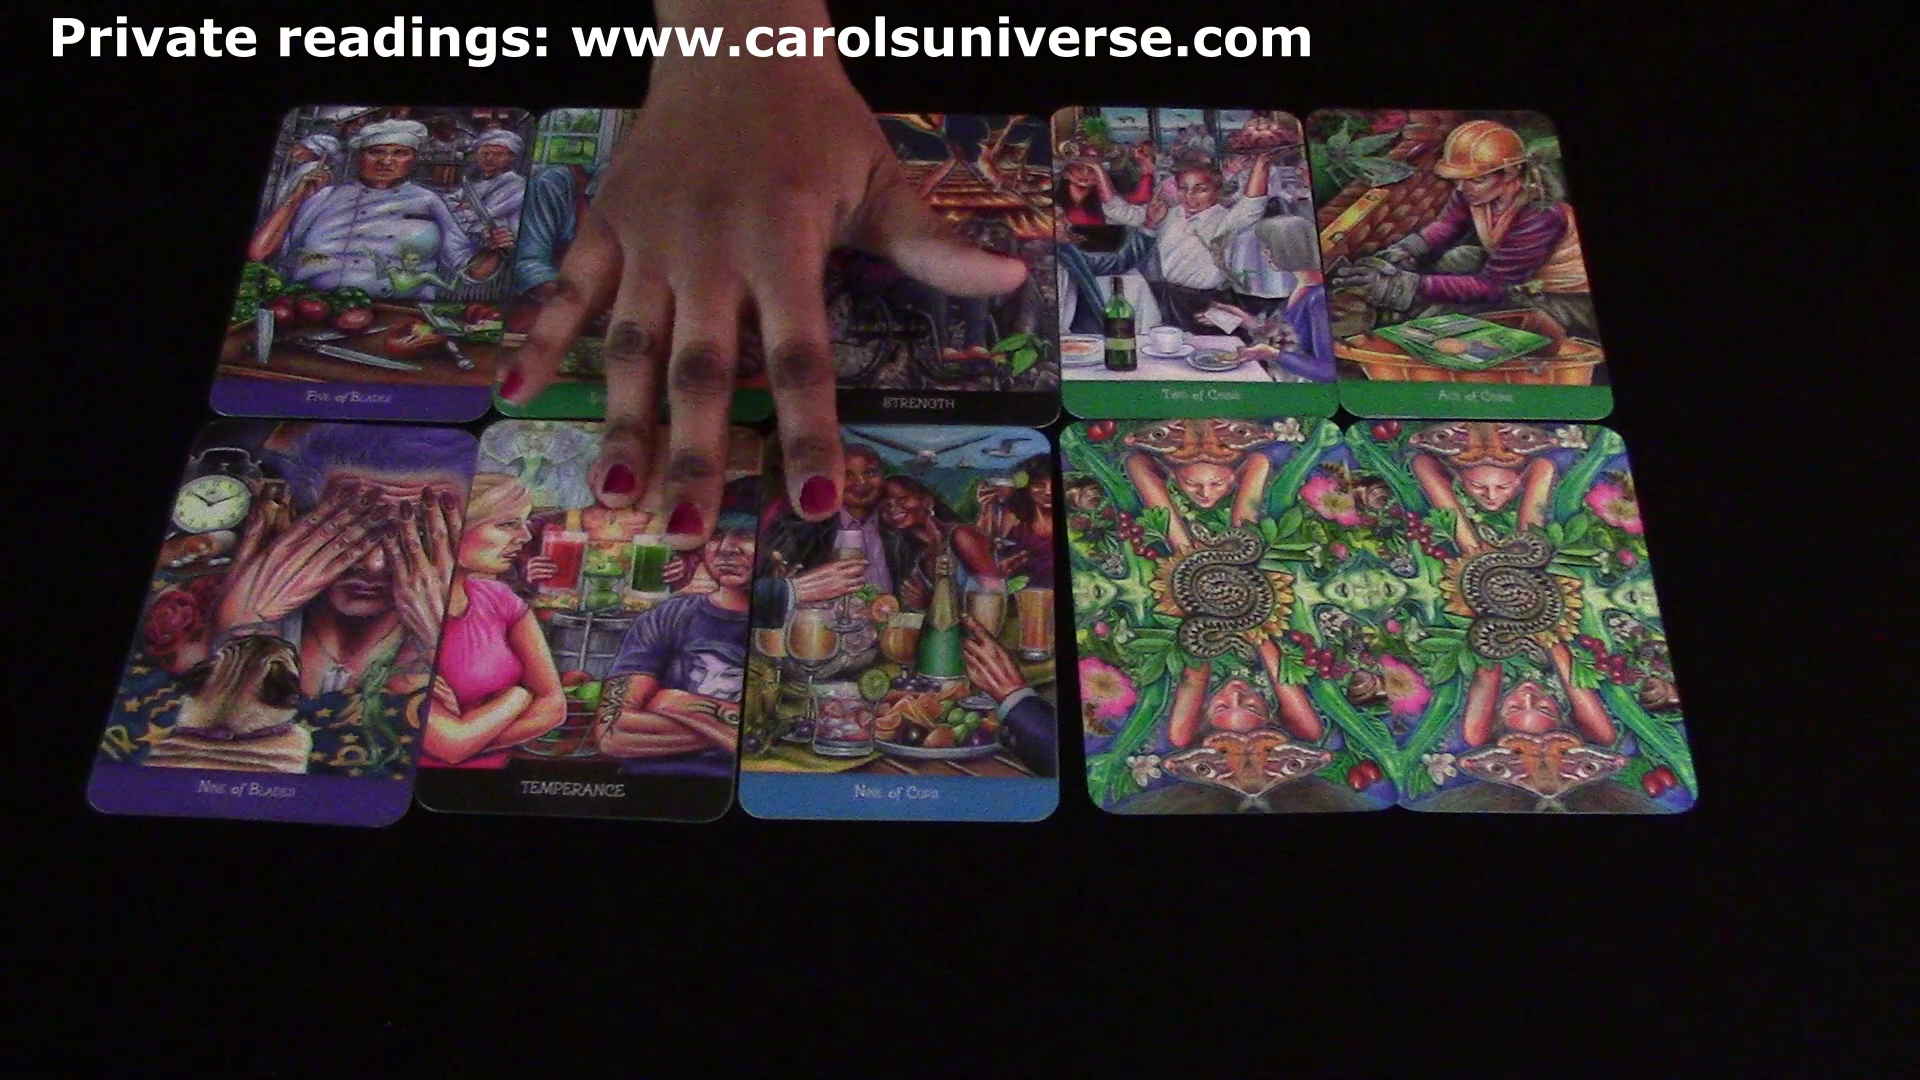 Private readings: www.carolsuniverse.com
Five of Blades
STRENGTH
Two of Coins
Ace of Coins
Nine of Blades
TEMPERANCE
Nine of Cups